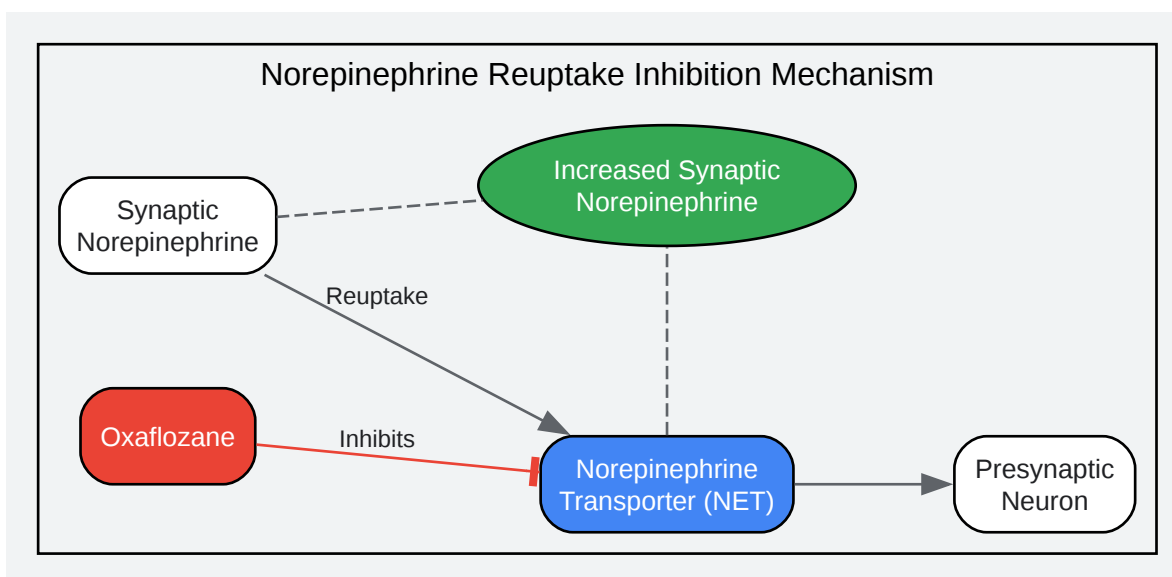 Norepinephrine Reuptake Inhibition Mechanism
Increased Synaptic
Norepinephrine
Synaptic
Norepinephrine
Reuptake
Oxaflozane
Inhibits
Norepinephrine
Transporter (NET)
Presynaptic
Neuron